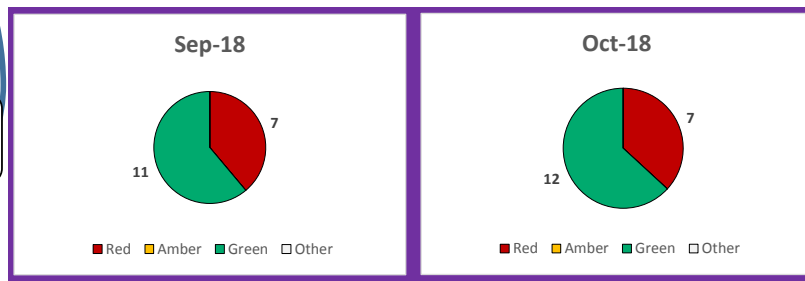 Sep-18
7
11
Red Amber Green Other
Oct-18
7
12
Red Amber Green Other